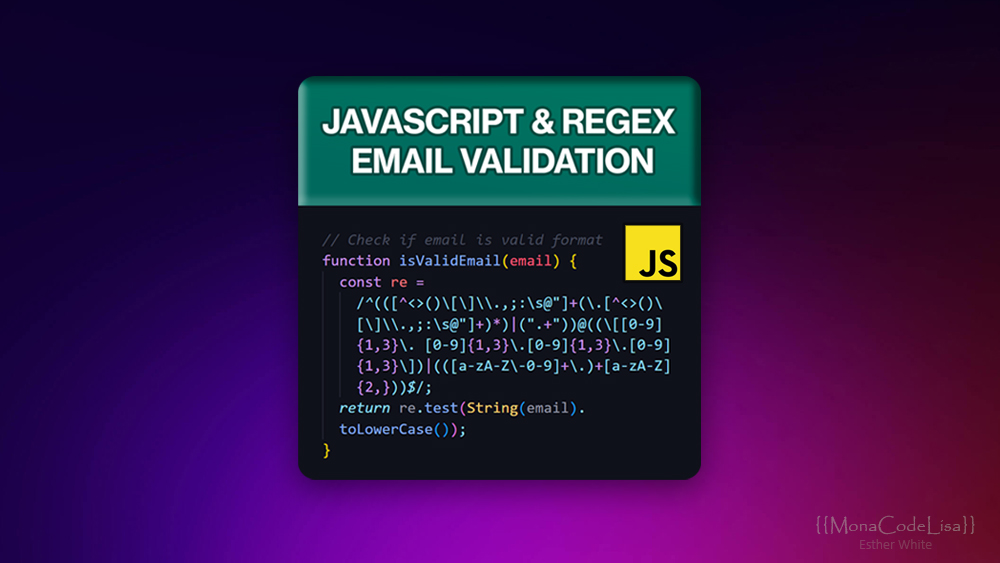 JAVASCRIPT & REGEX
EMAIL VALIDATION
// Check if email is valid format
JS
function isValidEmail(email) {
const re =
/^(([^<>()\[\]\\.,;:\s@"]+(\.[^<>()\
[\]\\.,;:\s@"]+)*)|(".+"))@((\[[0-9]
{1,3}\. [0-9]{1,3}\.[0-9]{1,3}\.[0-9]
{1,3}\])|(([a-zA-Z\-0-9]+\.)+[a-zA-Z]
{2,}))$/;
return re.test(String(email).
toLowerCase());
}
{{MonaCodeLisa}}
Esther White